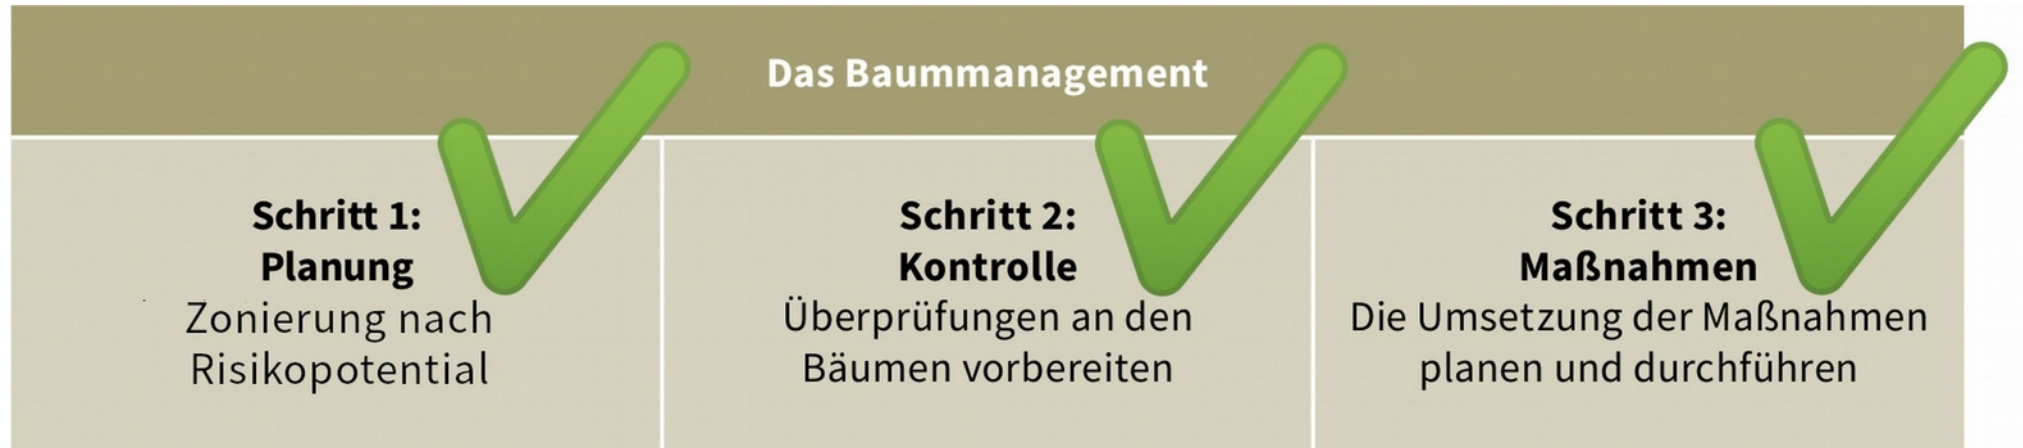 Das Baummanagement
Schritt 1:
Planung
Zonierung nach
Risikopotential
Schritt 2:
Kontrolle
Überprüfungen an den
Bäumen vorbereiten
Schritt 3:
Maßnahmen
Die Umsetzung der Maßnahmen
planen und durchführen